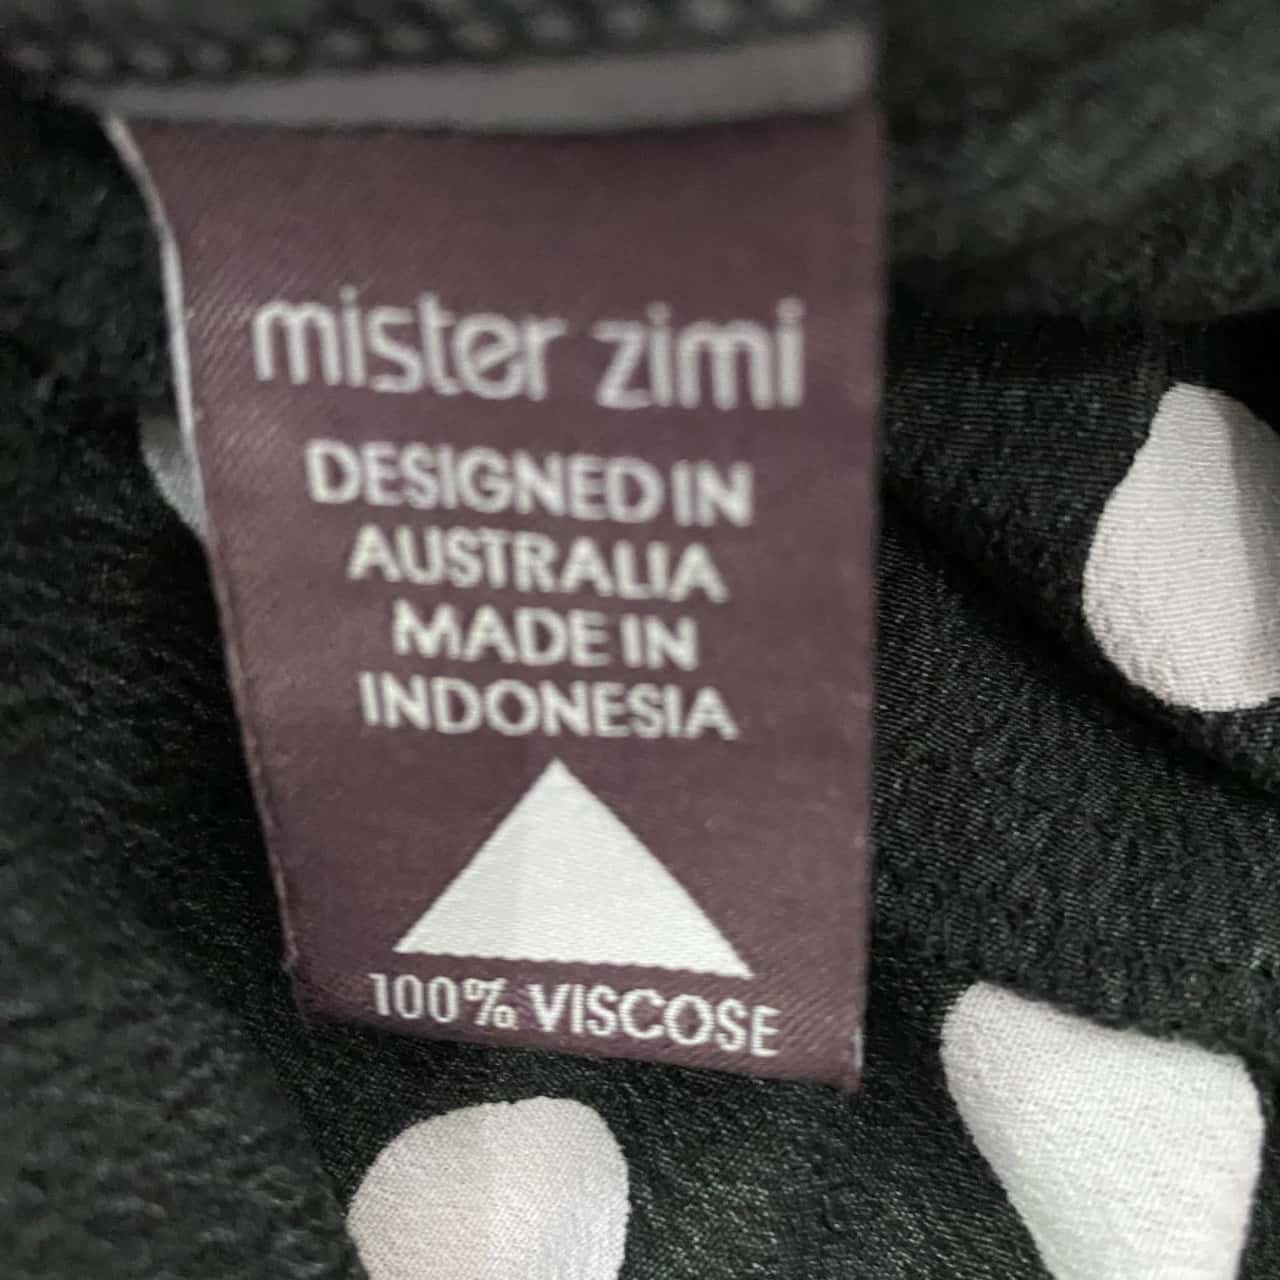 mister zimi
DESIGNED IN
AUSTRALIA
MADE IN
INDONESIA
100% VISCOSE